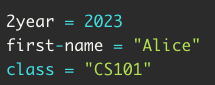 2year = 2023
first-name = "Alice"
class = "CS101"